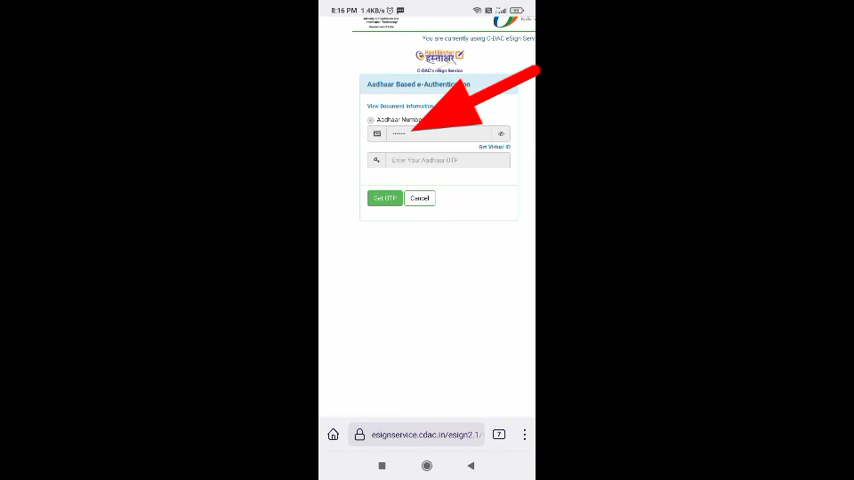 8:16 PM 1.4KB/s
You are currently using C-DAC eSign Serv
हस्ताक्षर
C-DAC's eSign Service
Aadhaar Based e-Authentication
View Document Information
Aadhaar Number
Get Virtual ID
Enter Your Aadhaar OTP
Get OTP Cancel
esignservice.cdac.in/esign2.1/ 7